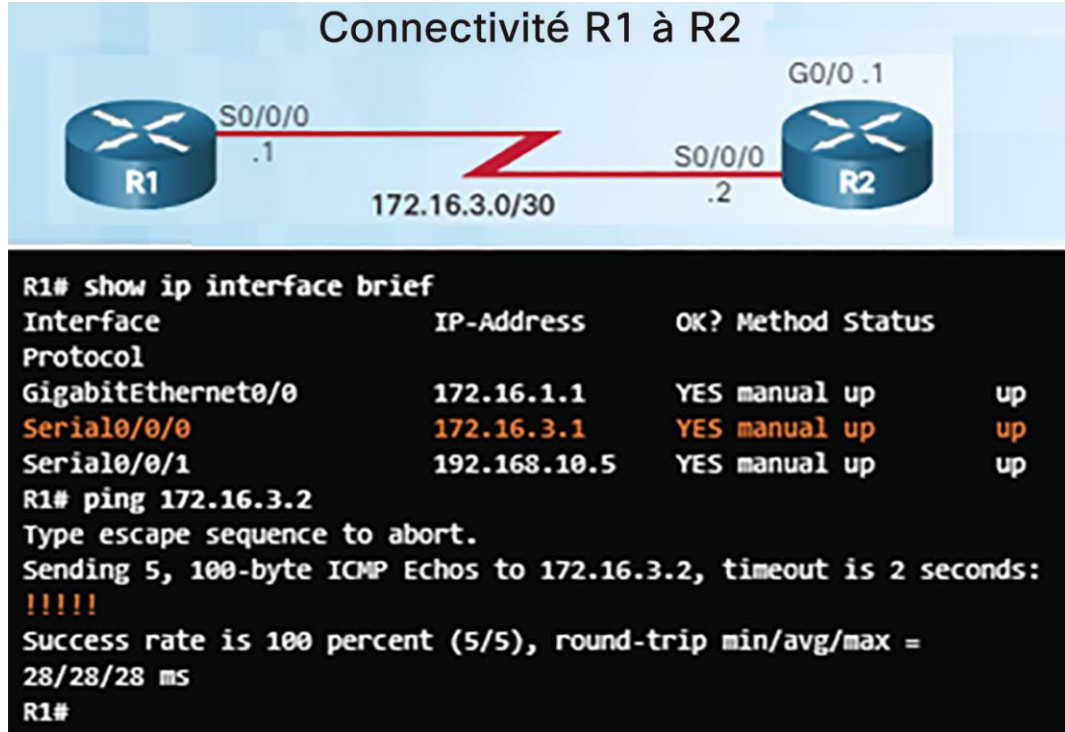 Connectivité R1 à R2
G0/0 .1
S0/0/0
.1
R1
172.16.3.0/30
S0/0/0
.2
R2
R1# show ip interface brief
Interface IP-Address OK? Method Status
Protocol
GigabitEthernet0/0 172.16.1.1 YES manual up up
Serial0/0/0 172.16.3.1 YES manual up up
Serial0/0/1 192.168.10.5 YES manual up up
R1# ping 172.16.3.2
Type escape sequence to abort.
Sending 5, 100-byte ICMP Echos to 172.16.3.2, timeout is 2 seconds:
!!!!!
Success rate is 100 percent (5/5), round-trip min/avg/max =
28/28/28 ms
R1#